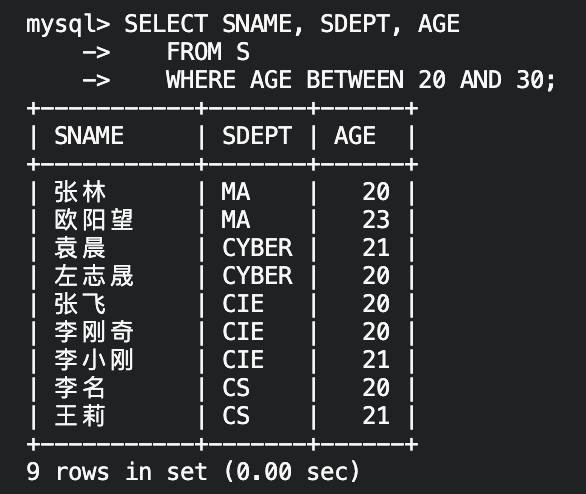 mysql> SELECT SNAME, SDEPT, AGE
    ->    FROM S
    ->    WHERE AGE BETWEEN 20 AND 30;
+-----------+-------+------+
| SNAME     | SDEPT | AGE  |
+-----------+-------+------+
| 张林      | MA    |   20 |
| 欧阳望    | MA    |   23 |
| 袁晨      | CYBER |   21 |
| 左志晟    | CYBER |   20 |
| 张飞      | CIE   |   20 |
| 李刚奇    | CIE   |   20 |
| 李小刚    | CIE   |   21 |
| 李名      | CS    |   20 |
| 王莉      | CS    |   21 |
+-----------+-------+------+
9 rows in set (0.00 sec)